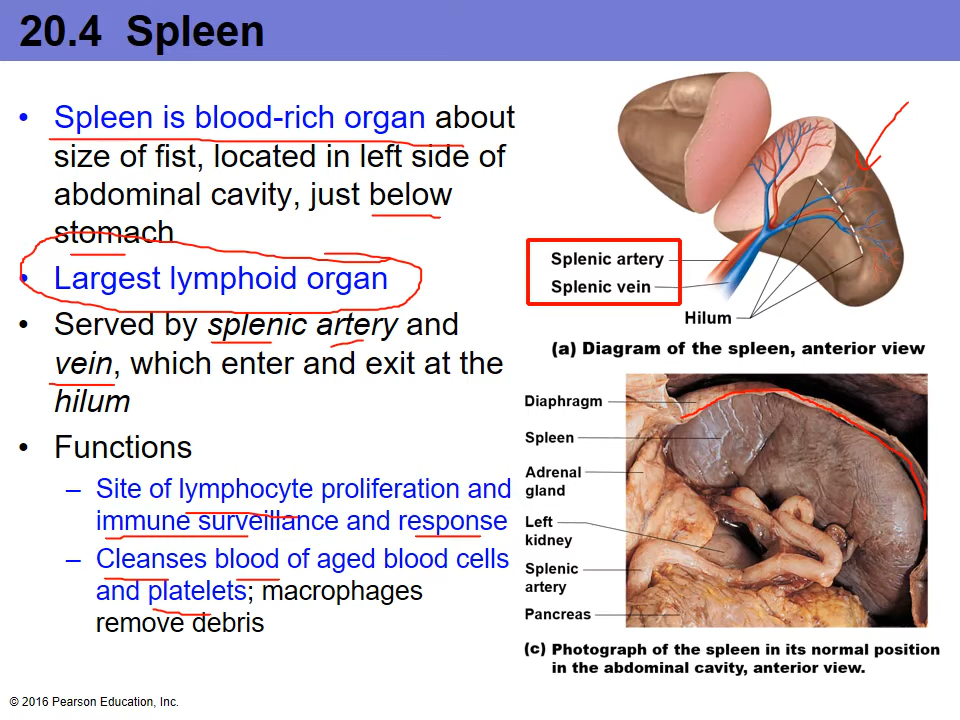 20.4 Spleen
• Spleen is blood-rich organ about
size of fist, located in left side of
abdominal cavity, just below
stomach
• Largest lymphoid organ
• Served by splenic artery and
vein, which enter and exit at the
hilum
• Functions
– Site of lymphocyte proliferation and
immune surveillance and response
– Cleanses blood of aged blood cells
and platelets; macrophages
remove debris
Splenic artery
Splenic vein
Hilum
(a) Diagram of the spleen, anterior view
Diaphragm
Spleen
Adrenal
gland
Left
kidney
Splenic
artery
Pancreas
(c) Photograph of the spleen in its normal position
in the abdominal cavity, anterior view.
© 2016 Pearson Education, Inc.